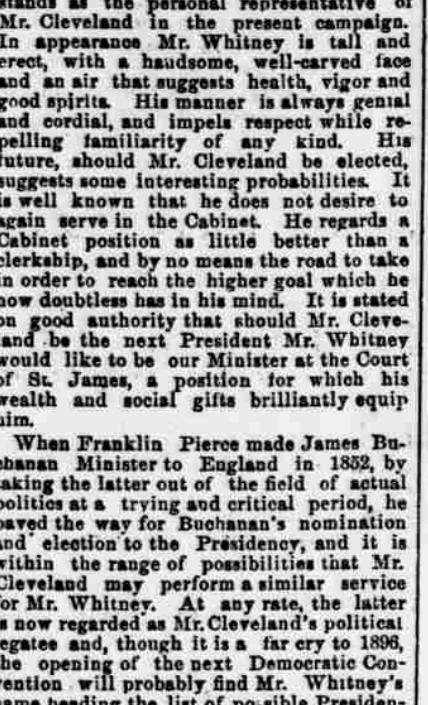 stands as the personal representative of
Mr. Cleveland in the present campaign.
In appearance Mr. Whitney is tall and
erect, with a haudsome, well-carved face
and an air that suggests health, vigor and
good spirits. His manner is always genial
and cordial, and impels respect while re-
pelling familiarity of any kind. His
future, should Mr. Cleveland be elected,
suggests some interesting probabilities. It
is well known that he does not desire to
again serve in the Cabinet. He regards a
Cabinet position as little better than a
clerkship, and by no means the road to take
in order to reach the higher goal which he
now doubtless has in his mind. It is stated
on good authority that should Mr. Cleve-
land be the next President Mr. Whitney
would like to be our Minister at the Court
of St. James, a position for which his
wealth and social gifts brilliantly equip
him.
When Franklin Pierce made James Bu-
chanan Minister to England in 1852, by
taking the latter out of the field of actual
politics at a trying and critical period, he
paved the way for Buchanan's nomination
and election to the Presidency, and it is
within the range of possibilities that Mr.
Cleveland may perform a similar service
for Mr. Whitney. At any rate, the latter
is now regarded as Mr. Cleveland's political
legatee and, though it is a far cry to 1896,
the opening of the next Democratic Con-
vention will probably find Mr. Whitney's
name heading the list of possible Presiden-